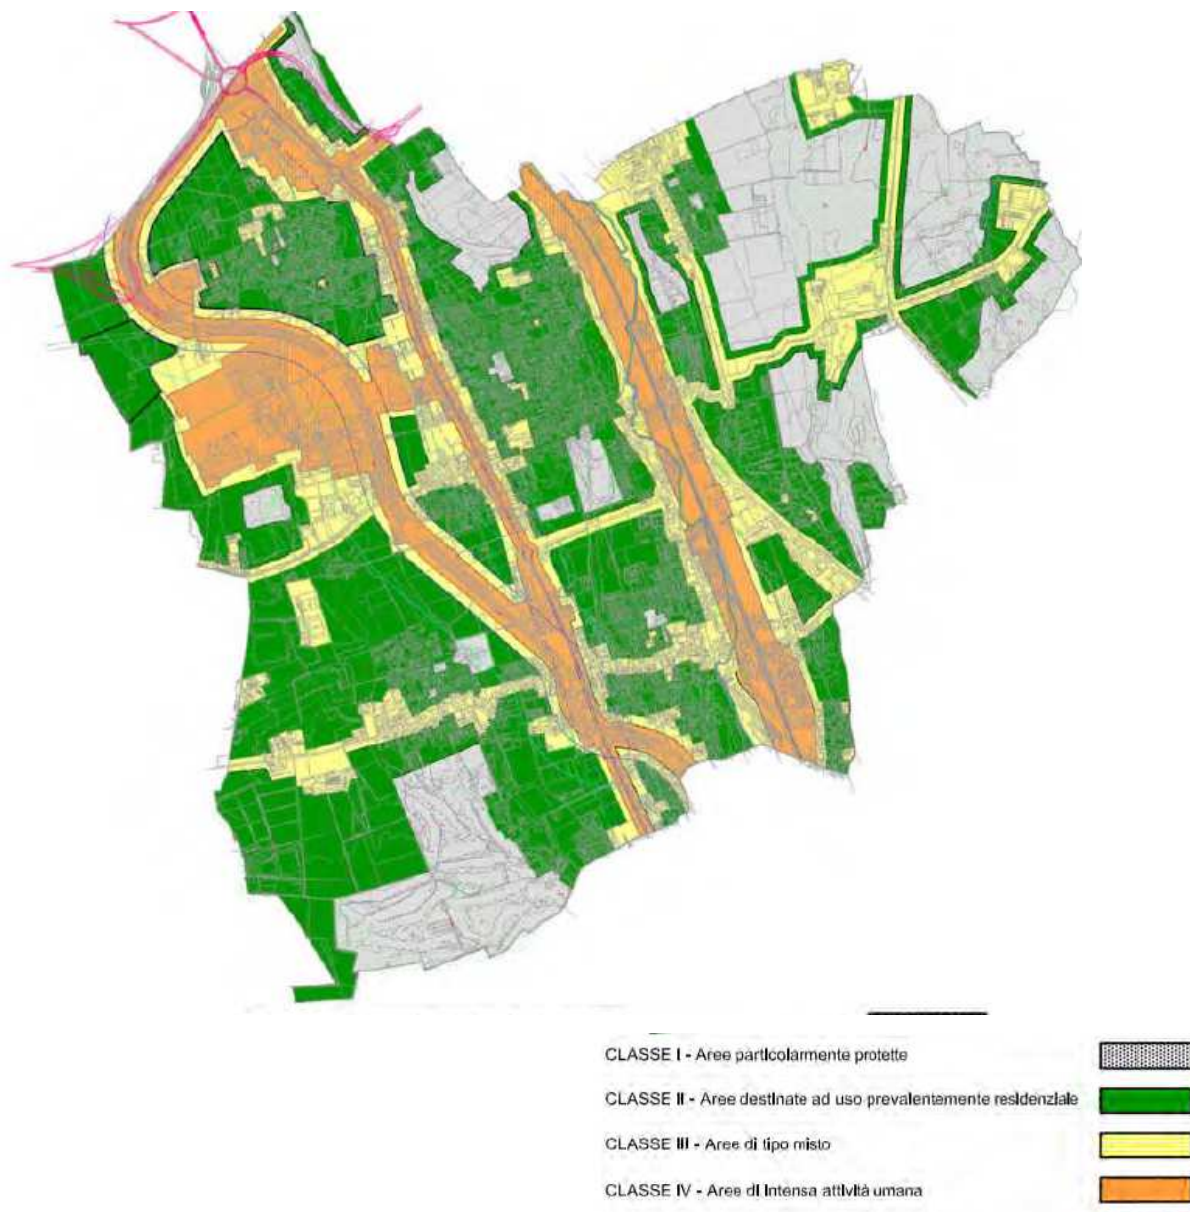 CLASSE I - Aree particolarmente protette
CLASSE II - Aree destinate ad uso prevalentemente residenziale
CLASSE III - Aree di tipo misto
CLASSE IV - Aree di intensa attività umana